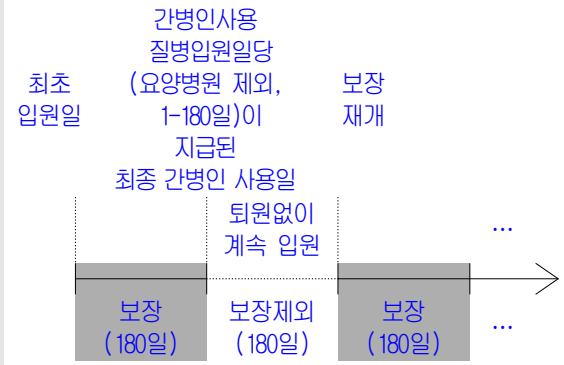 간병인사용
질병입원일당
최초 (요양병원 제외, 보장
입원일 1-180일)이 재개
지급된
최종 간병인 사용일
퇴원없이
계속 입원
...
보장 보장제외 보장
(180일) (180일) (180일)
...